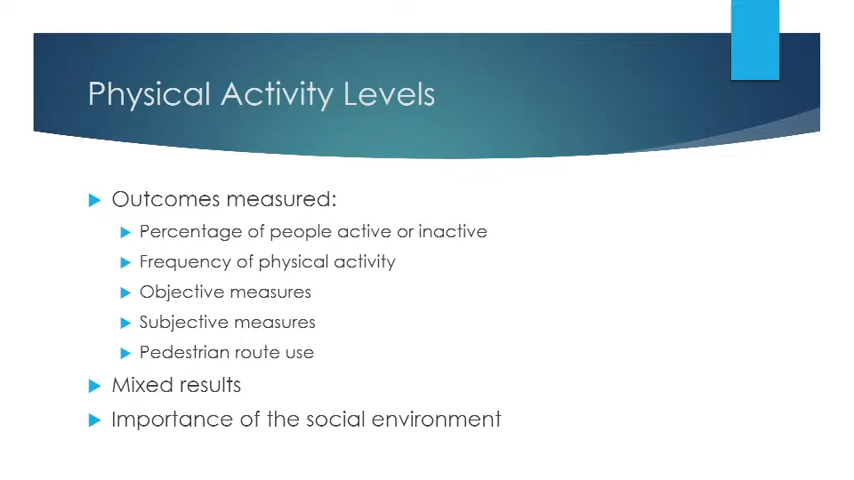 Physical Activity Levels
Outcomes measured:
Percentage of people active or inactive
Frequency of physical activity
Objective measures
Subjective measures
Pedestrian route use
Mixed results
Importance of the social environment